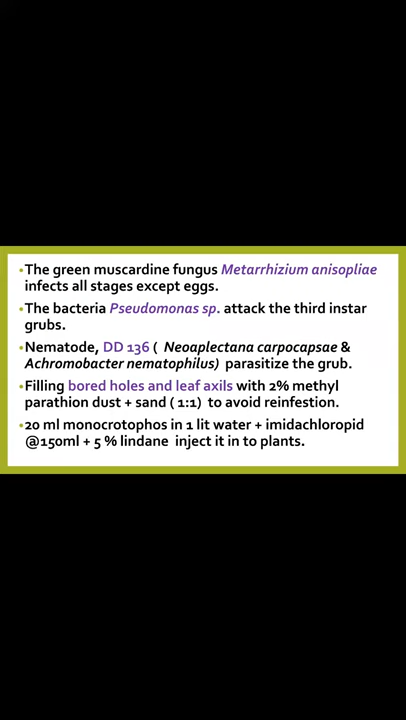 •The green muscardine fungus Metarrhizium anisopliae
infects all stages except eggs.
•The bacteria Pseudomonas sp. attack the third instar
grubs.
•Nematode, DD 136 ( Neoaplectana carpocapsae &
Achromobacter nematophilus) parasitize the grub.
•Filling bored holes and leaf axils with 2% methyl
parathion dust + sand ( 1:1) to avoid reinfestion.
•20 ml monocrotophos in 1 lit water + imidachloropid
@150ml + 5 % lindane inject it in to plants.